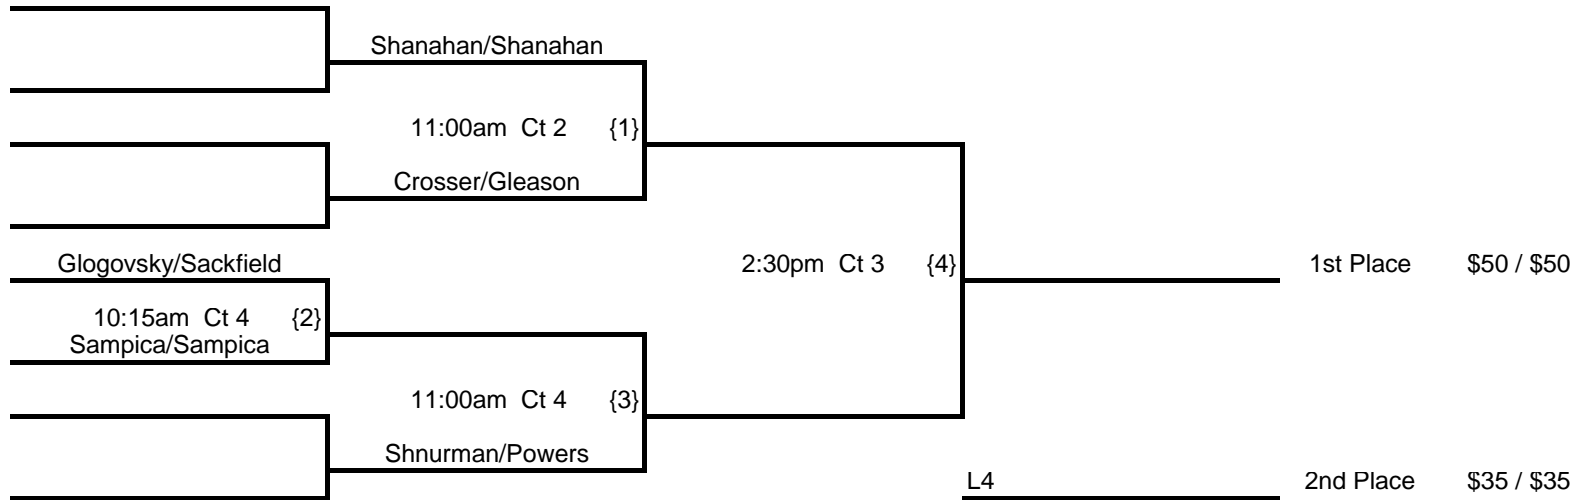 Shanahan/Shanahan
11:00am Ct 2 {1}
Crosser/Gleason
Glogovsky/Sackfield
2:30pm Ct 3 {4}
1st Place $50 / $50
10:15am Ct 4 {2}
Sampica/Sampica
11:00am Ct 4 {3}
Shnurman/Powers
L4
2nd Place $35 / $35